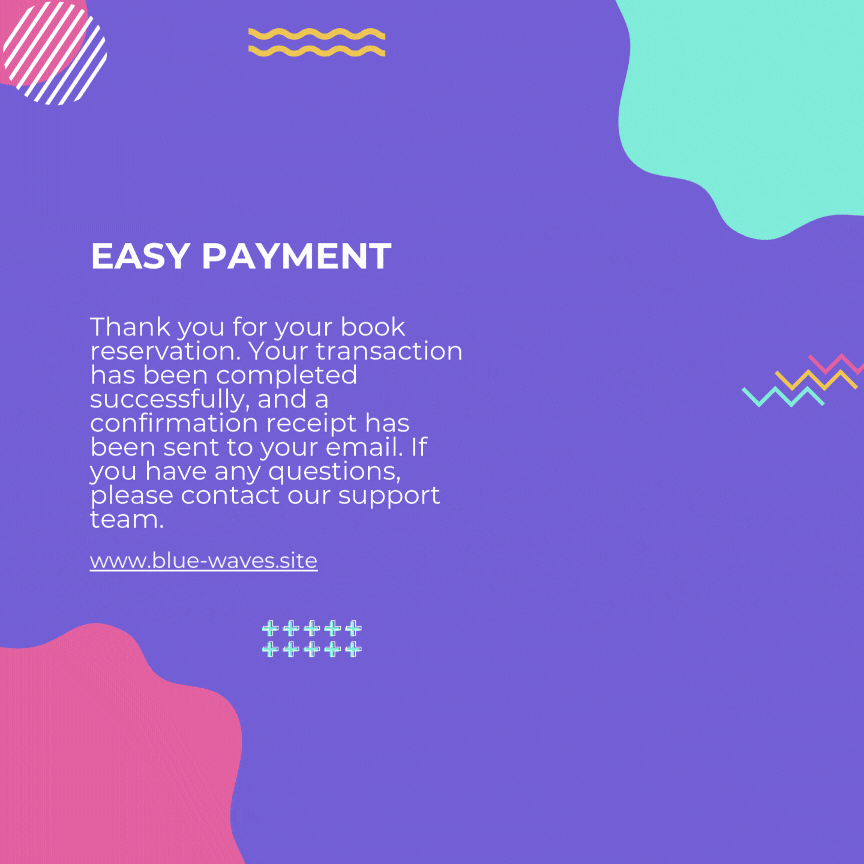 EASY PAYMENT
Thank you for your book
reservation. Your transaction
has been completed
successfully, and a
confirmation receipt has
been sent to your email. If
you have any questions,
please contact our support
team.
www.blue-waves.site